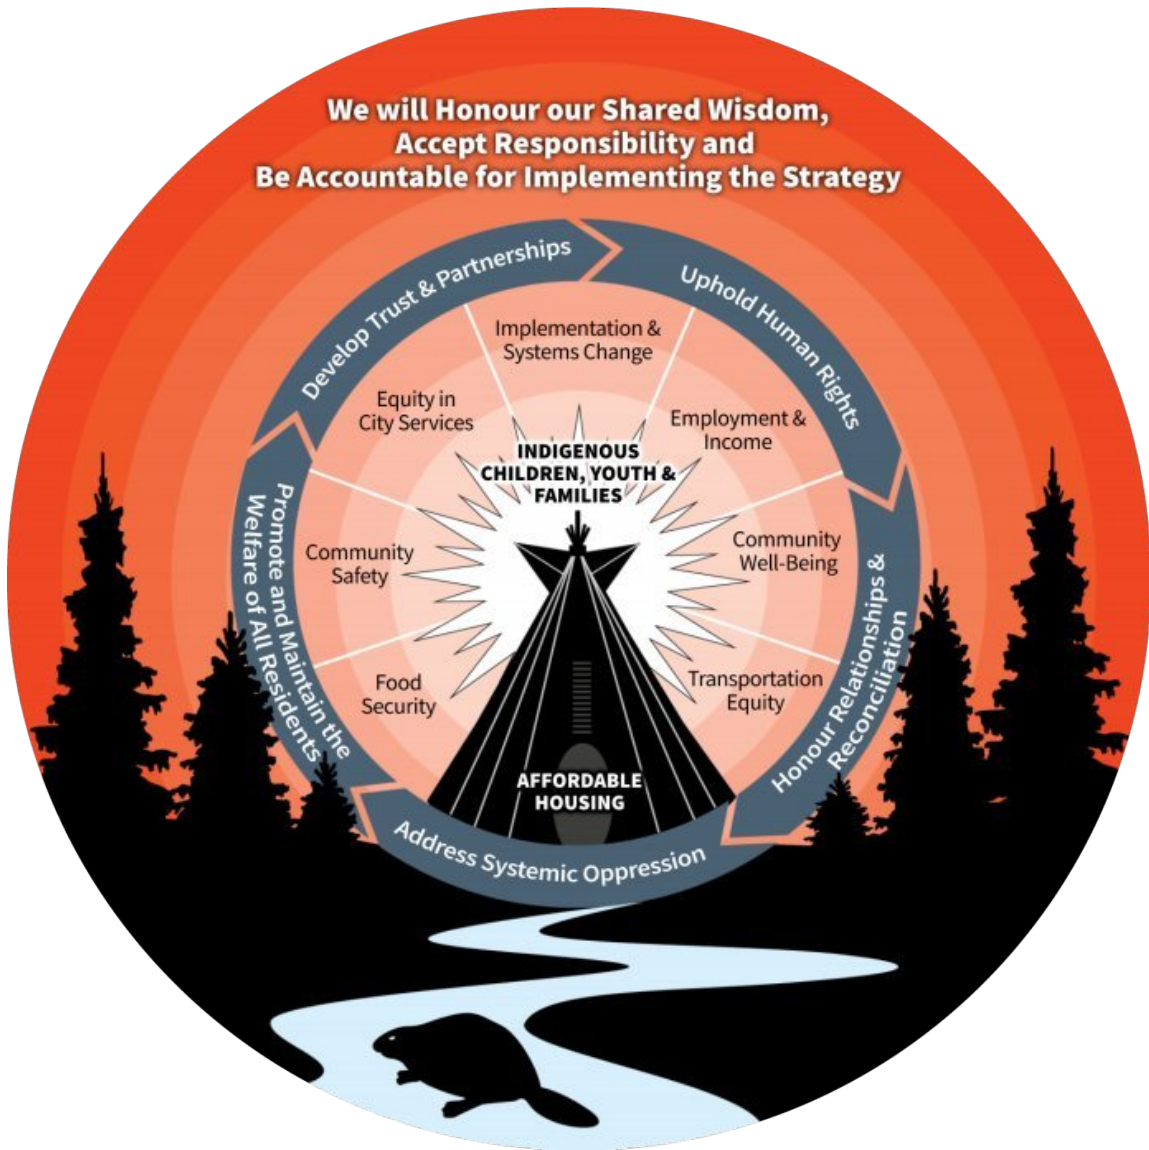 We will Honour our Shared Wisdom,
Accept Responsibility and
Be Accountable for Implementing the Strategy
Develop Trust & Partnerships
Uphold Human Rights
Honour Relationships &
Reconciliation
Address Systemic Oppression
Promote and Maintain the
Welfare of All Residents
Implementation &
Systems Change
Equity in
City Services
Employment &
Income
INDIGENOUS
CHILDREN, YOUTH &
FAMILIES
Community
Safety
Community
Well-Being
Food
Security
Transportation
Equity
AFFORDABLE
HOUSING